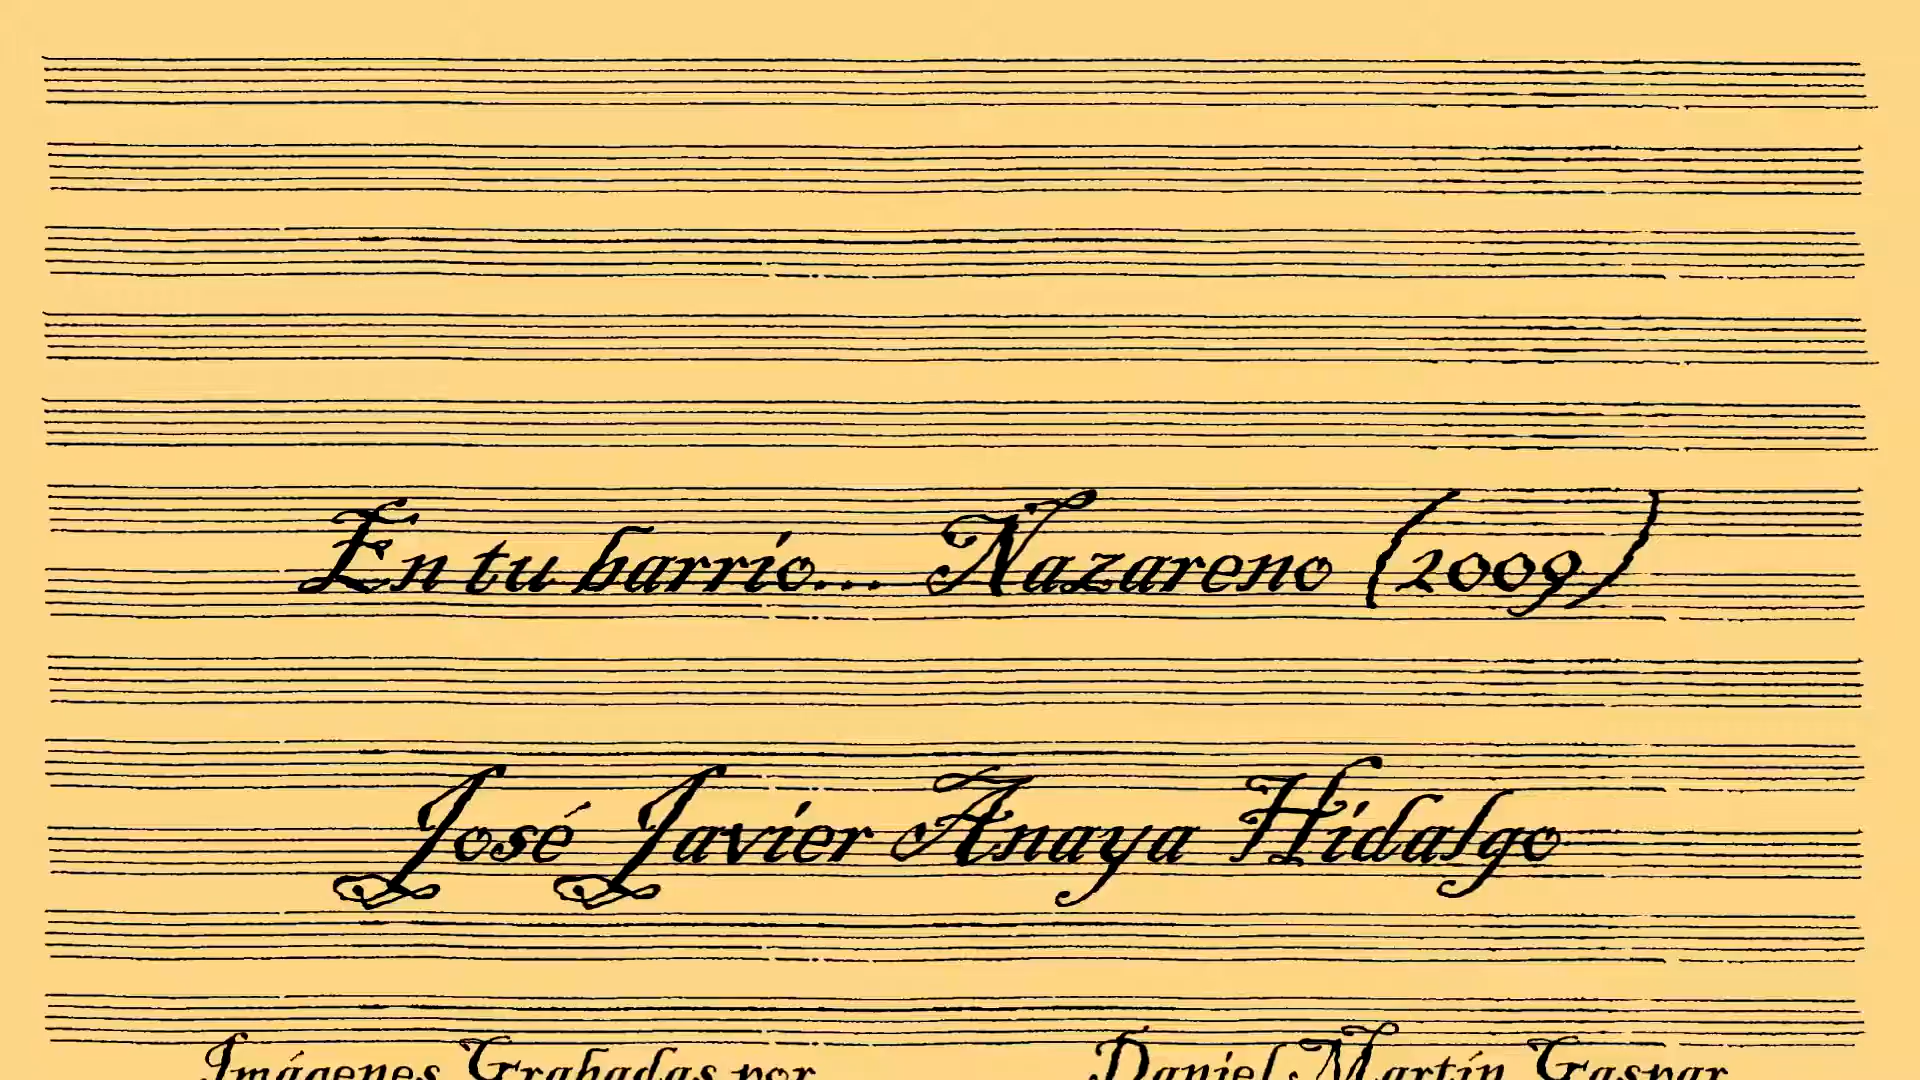 En tu barrio... Nazareno (2009)
José Javier Anaya Hidalgo
Imágenes Grabadas por Daniel Martín Gaspar